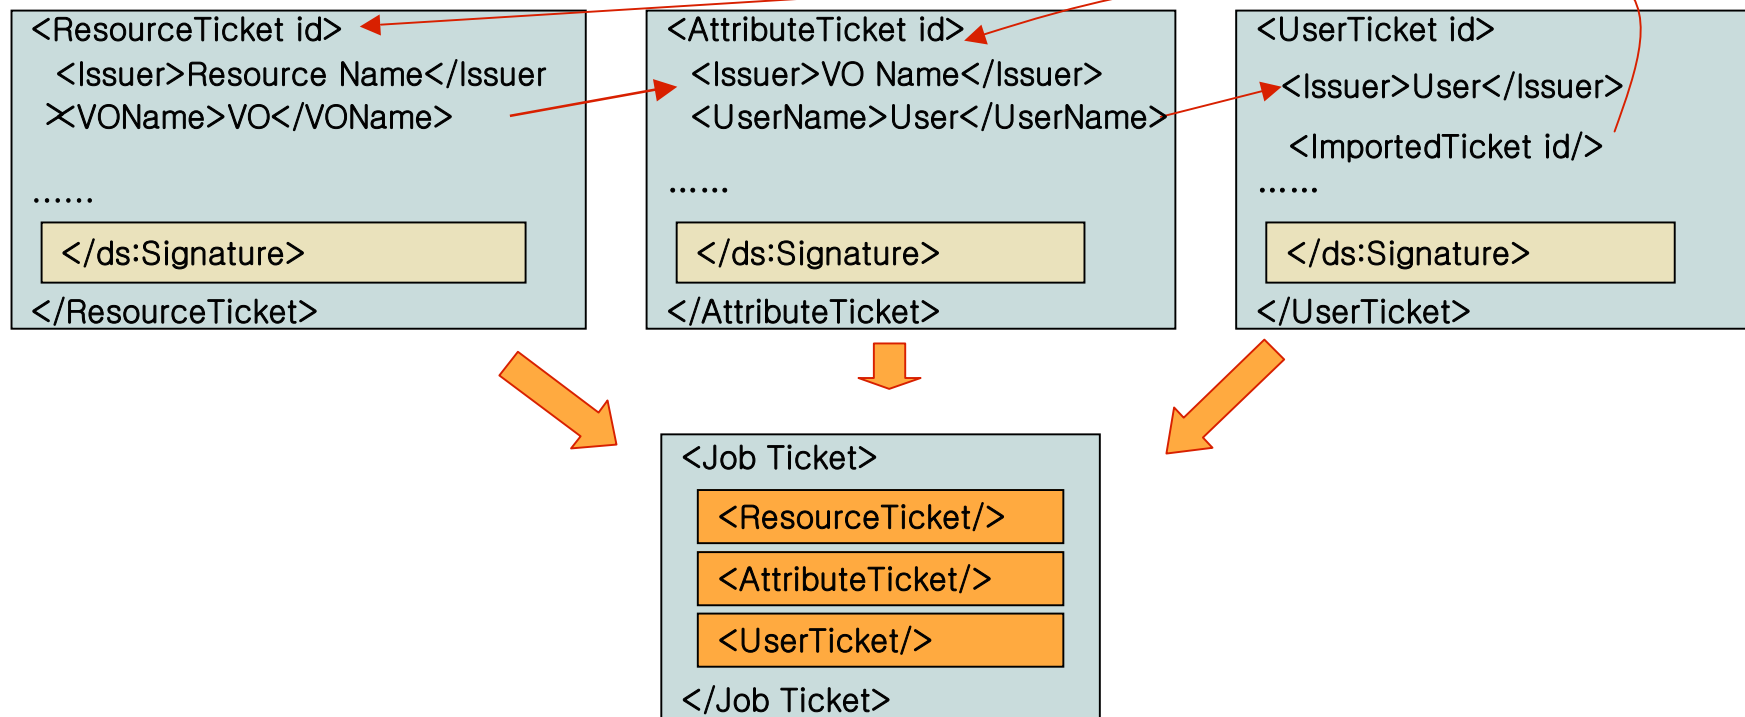 <ResourceTicket id>
<Issuer>Resource Name</Issuer
><VOName>VO</VOName>
......
</ds:Signature>
</ResourceTicket>
<AttributeTicket id>
<Issuer>VO Name</Issuer>
<UserName>User</UserName>
......
</ds:Signature>
</AttributeTicket>
<UserTicket id>
<Issuer>User</Issuer>
<ImportedTicket id/>
......
</ds:Signature>
</UserTicket>
<Job Ticket>
<ResourceTicket/>
<AttributeTicket/>
<UserTicket/>
</Job Ticket>